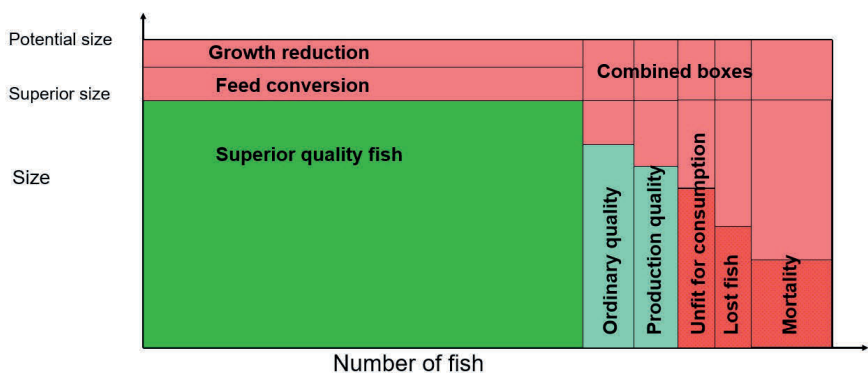 Potential size
Growth reduction
Combined boxes
Feed conversion
Superior size
Superior quality fish
Size
Ordinary quality
Production quality
Unfit for consumption
Lost fish
Mortality
Number of fish